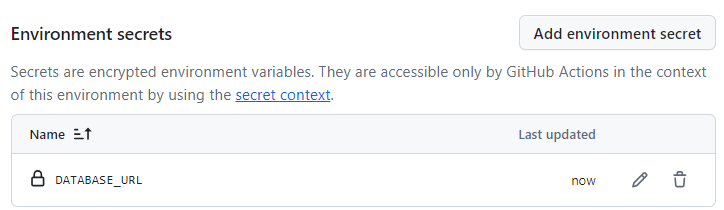 Environment secrets
Add environment secret
Secrets are encrypted environment variables. They are accessible only by GitHub Actions in the context
of this environment by using the secret context.
Name
Last updated
DATABASE_URL
now